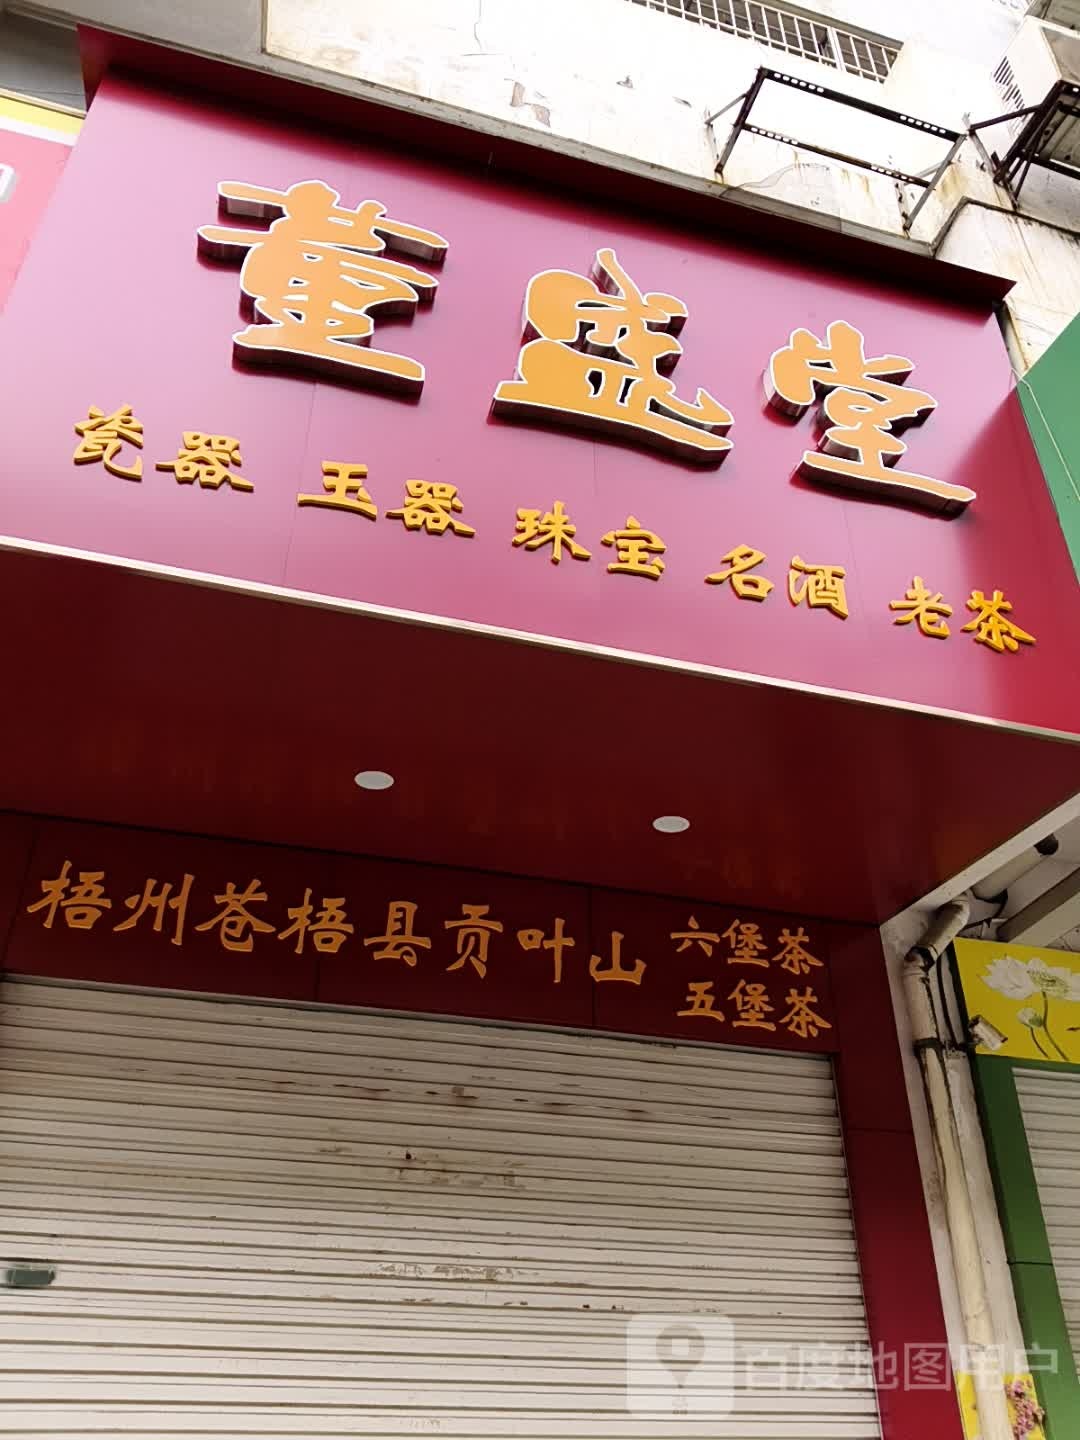 董盛堂
瓷器 玉器 珠宝 名酒 老茶
梧州苍梧县贡叶山
六堡茶
五堡茶
百度地图用户